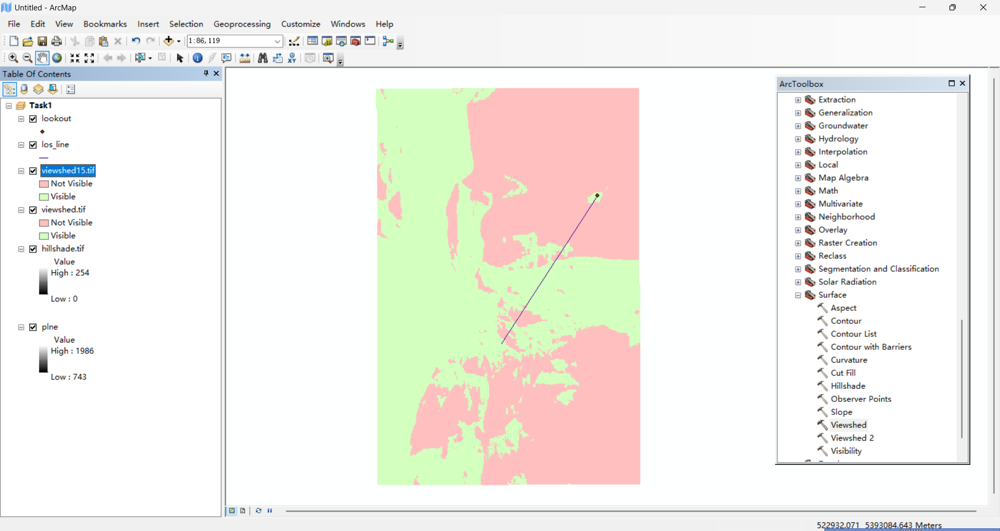 Untitled - ArcMap
File Edit View Bookmarks Insert Selection Geoprocessing Customize Windows Help
1:86,119
XY
Table Of Contents
Task1
lookout
los_line
viewshed15.tif
Not Visible
Visible
viewshed.tif
Not Visible
Visible
hillshade.tif
Value
High : 254
Low : 0
plne
Value
High : 1986
Low : 743
ArcToolbox
Extraction
Generalization
Groundwater
Hydrology
Interpolation
Local
Map Algebra
Math
Multivariate
Neighborhood
Overlay
Raster Creation
Reclass
Segmentation and Classification
Solar Radiation
Surface
Aspect
Contour
Contour List
Contour with Barriers
Curvature
Cut Fill
Hillshade
Observer Points
Slope
Viewshed
Viewshed 2
Visibility
522932.071 5393084.643 Meters